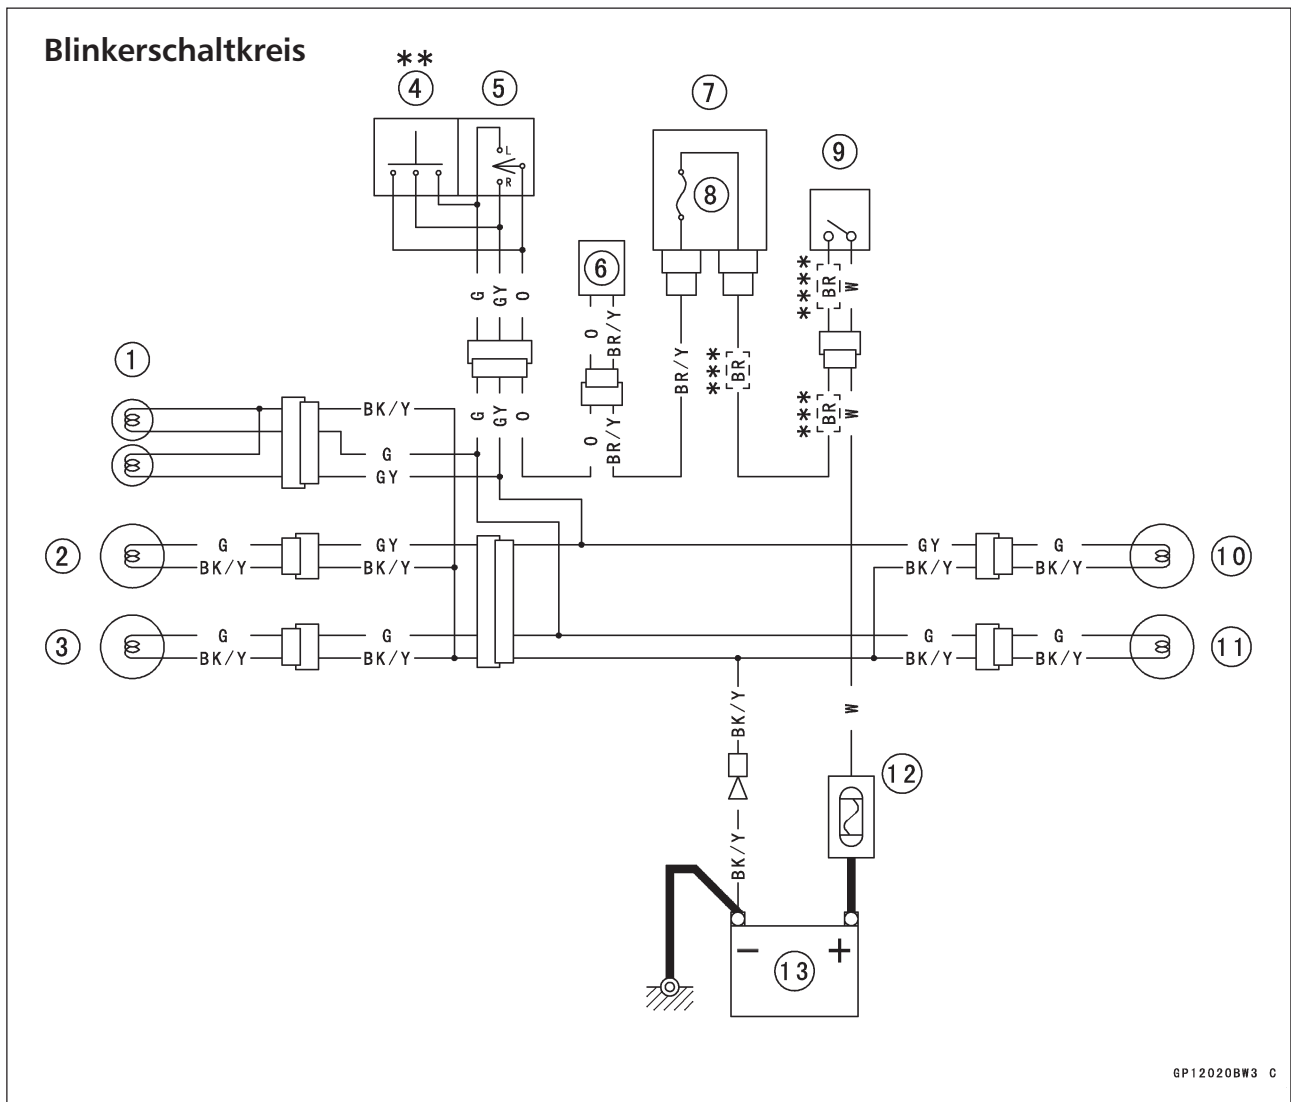 Blinkerschaltkreis
**
4 5 7 9
L
R
8
6
G GY O
O BR/Y
BR/Y
***
BR
****
BR W
***
BR W
G GY O
O BR/Y
1
BK/Y
G
GY
2 G GY GY G 10
BK/Y BK/Y BK/Y BK/Y
3 G G G G 11
BK/Y BK/Y BK/Y BK/Y
BK/Y
W
12
BK/Y
− +
13
GP12020BW3 C